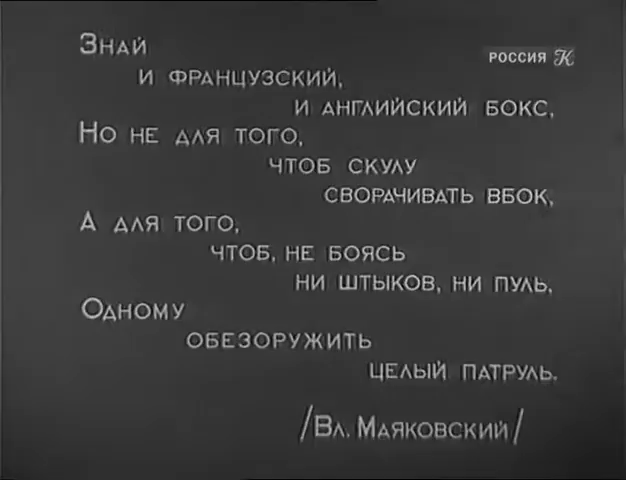 Знай
РОССИЯ К
и французский,
и английский бокс,
Но не для того,
чтоб скулу
сворачивать вбок,
А для того,
чтоб, не боясь
ни штыков, ни пуль,
Одному
обезоружить
целый патруль.
/Вл. Маяковский/